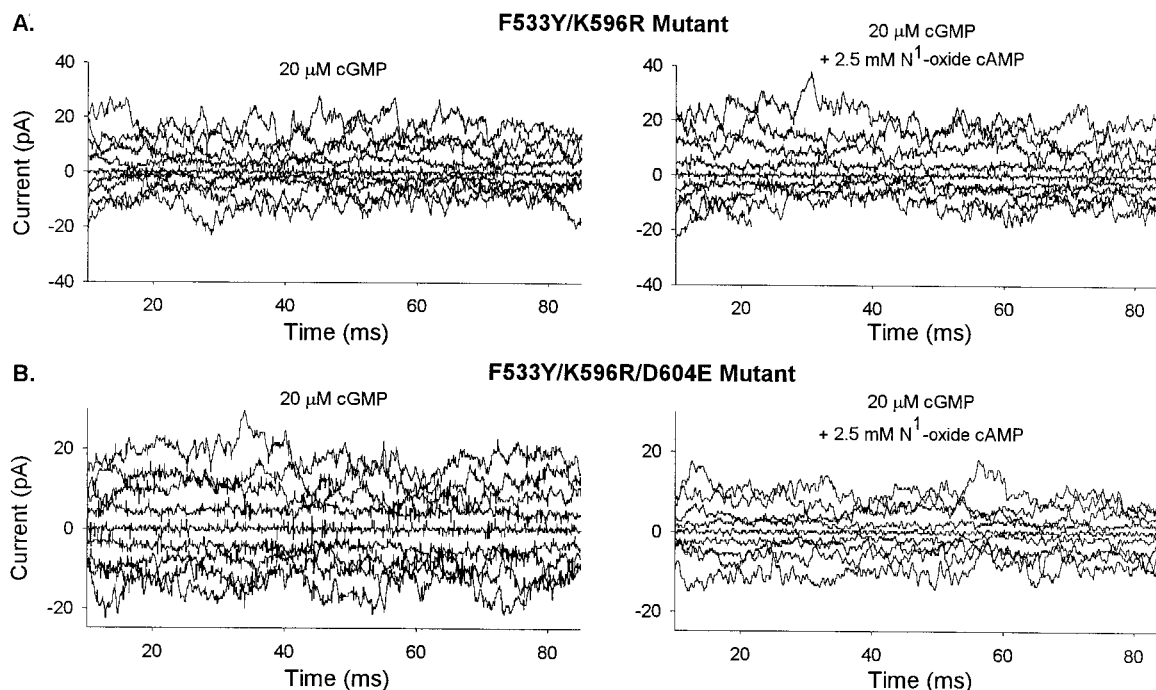 A.
F533Y/K596R Mutant
20 μM cGMP
20 μM cGMP
+ 2.5 mM N¹-oxide cAMP
Current (pA)
40
20
0
-20
-40
20
40
60
80
Time (ms)
40
20
0
-20
-40
20
40
60
80
Time (ms)
B.
F533Y/K596R/D604E Mutant
20 μM cGMP
20 μM cGMP
+ 2.5 mM N¹-oxide cAMP
Current (pA)
20
0
-20
20
40
60
80
Time (ms)
20
0
-20
20
40
60
80
Time (ms)